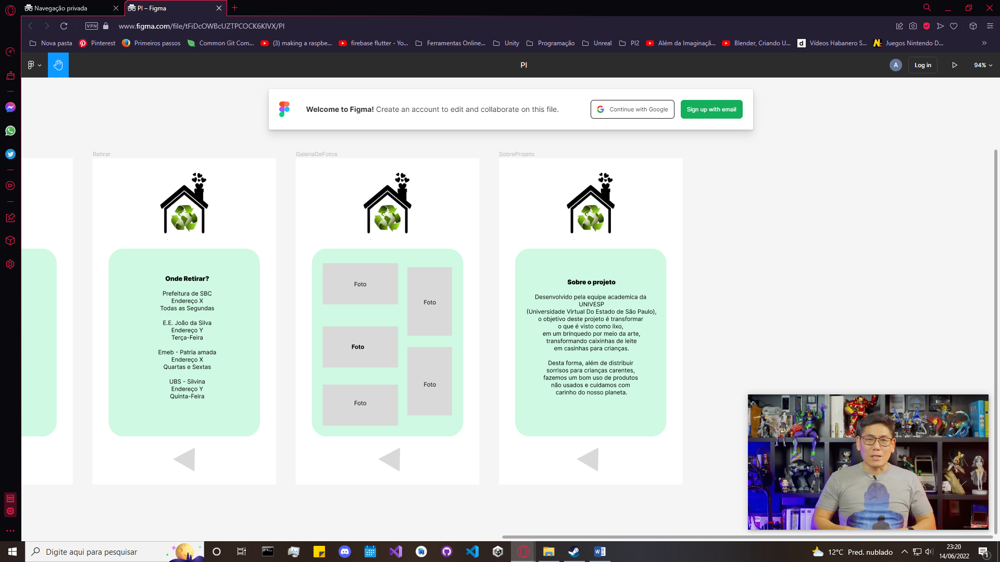 Navegação privada
PI – Figma
VPN
www.figma.com/file/tFiDcOWBcUZTPCOCK6KIVX/PI
Nova pasta
Pinterest
Primeiros passos
Common Git Com...
(3) making a raspbe...
firebase flutter - Yo...
Ferramentas Online...
Unity
Programação
Unreal
PI2
Além da Imaginaçã...
Blender, Criando U...
Vídeos Habanero S...
Juegos Nintendo D...
PI
A
Log in
94%
Welcome to Figma! Create an account to edit and collaborate on this file.
Continue with Google
Sign up with email
Retirar
Onde Retirar?
Prefeitura de SBC
Endereço X
Todas as Segundas
E.E. João da Silva
Endereço Y
Terça-Feira
Emeb - Patria amada
Endereço X
Quartas e Sextas
UBS - Silvina
Endereço Y
Quinta-Feira
GaleriaDeFotos
Foto
Foto
Foto
Foto
Foto
SobreProjeto
Sobre o projeto
Desenvolvido pela equipe academica da
UNIVESP
(Universidade Virtual Do Estado de São Paulo),
o objetivo deste projeto é transformar
o que é visto como lixo,
em um brinquedo por meio da arte,
transformando caixinhas de leite
em casinhas para crianças.
Desta forma, além de distribuir
sorrisos para crianças carentes,
fazemos um bom uso de produtos
não usados e cuidamos com
carinho do nosso planeta.
Digite aqui para pesquisar
12°C Pred. nublado
23:20
14/06/2022
1